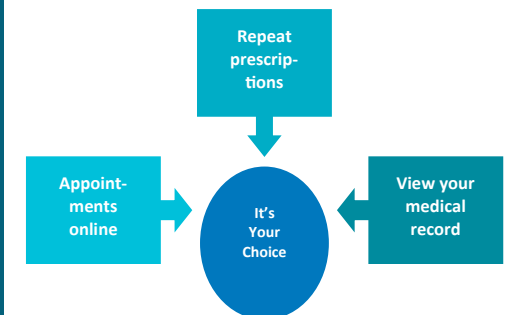 Repeat
prescrip-
tions
Appoint-
ments
online
It's
Your
Choice
View your
medical
record